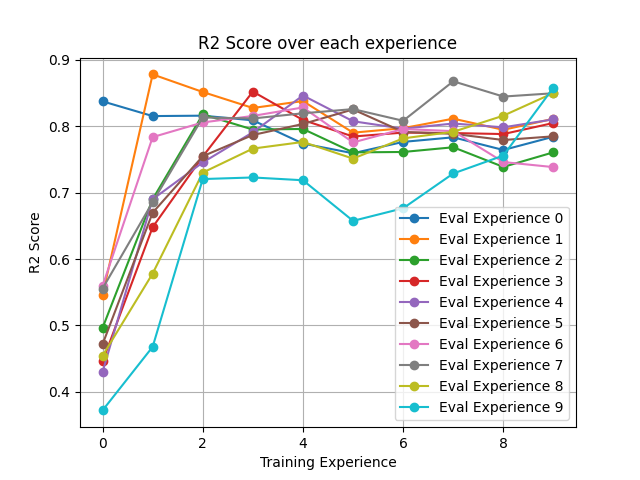 R2 Score over each experience
R2 Score
0.9
0.8
0.7
0.6
0.5
0.4
0
2
4
6
8
Training Experience
Eval Experience 0
Eval Experience 1
Eval Experience 2
Eval Experience 3
Eval Experience 4
Eval Experience 5
Eval Experience 6
Eval Experience 7
Eval Experience 8
Eval Experience 9